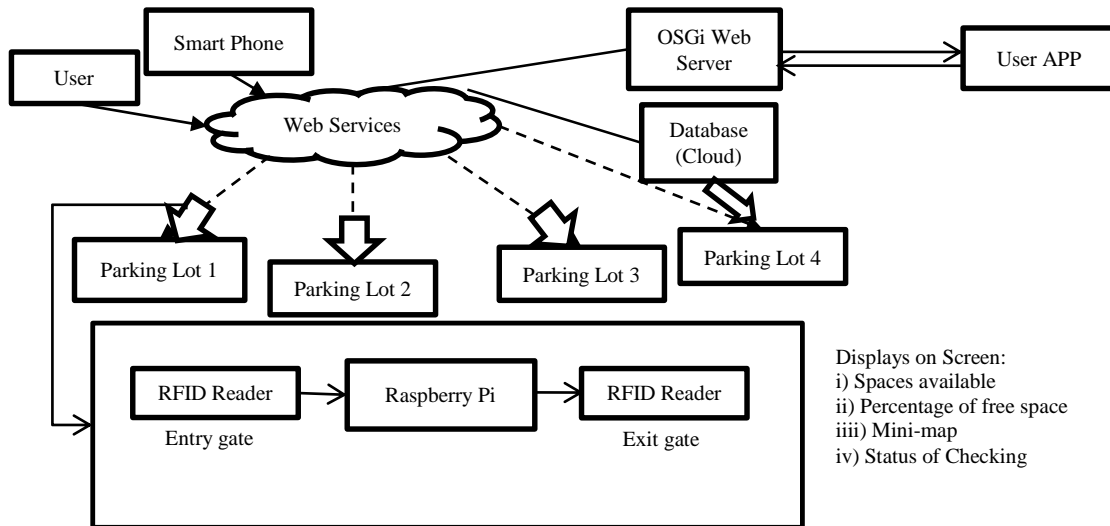 Smart Phone
User
OSGi Web
Server
User APP
Web Services
Database
(Cloud)
Parking Lot 1
Parking Lot 2
Parking Lot 3
Parking Lot 4
RFID Reader
Raspberry Pi
RFID Reader
Entry gate
Exit gate
Displays on Screen:
i) Spaces available
ii) Percentage of free space
iiii) Mini-map
iv) Status of Checking